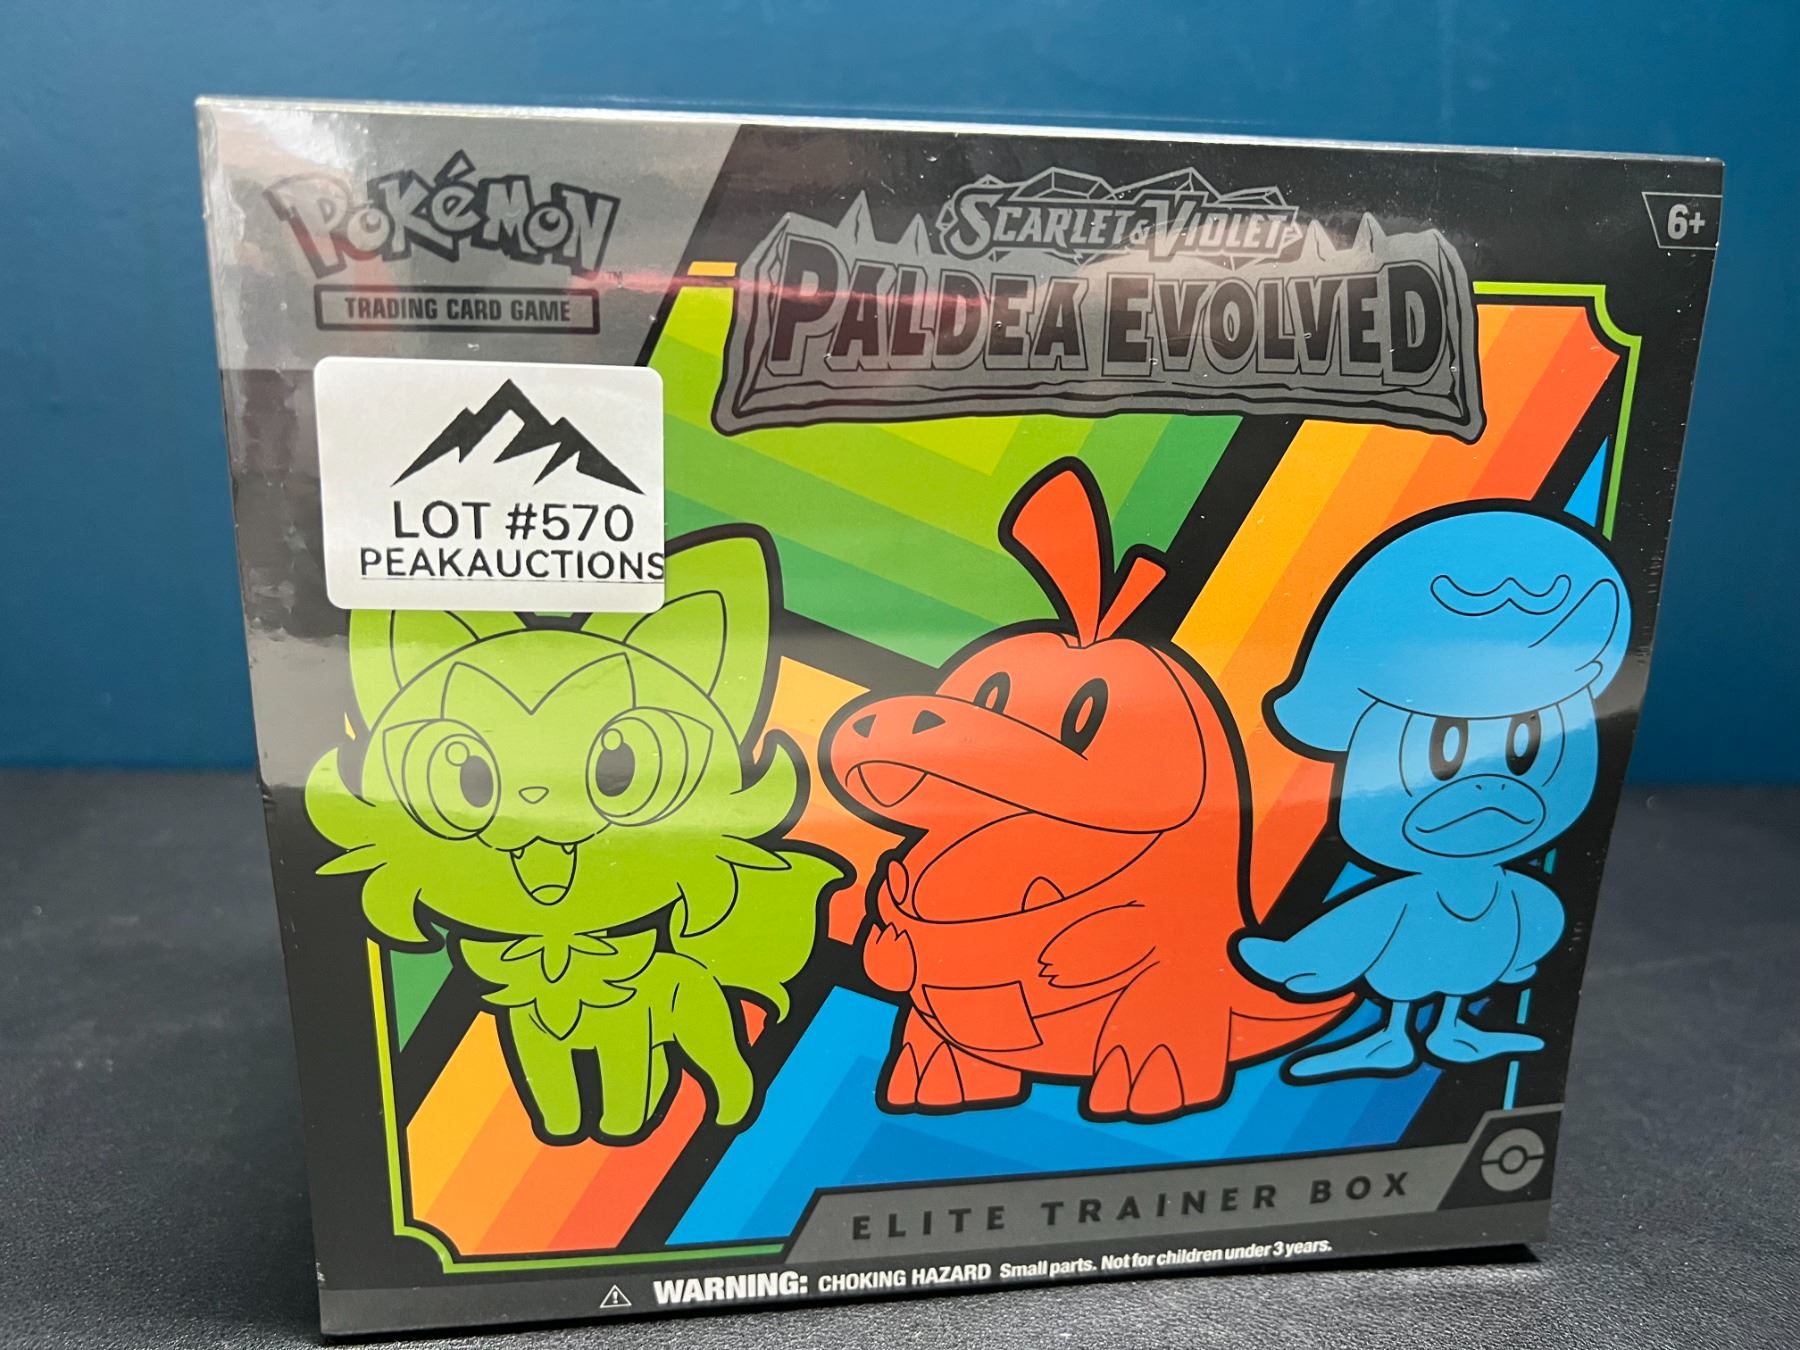 POKéMON
TM
TRADING CARD GAME
SCARLET & VIOLET
PALDEA EVOLVED
6+
LOT #570
PEAKAUCTIONS
ELITE TRAINER BOX
WARNING: CHOKING HAZARD Small parts. Not for children under 3 years.